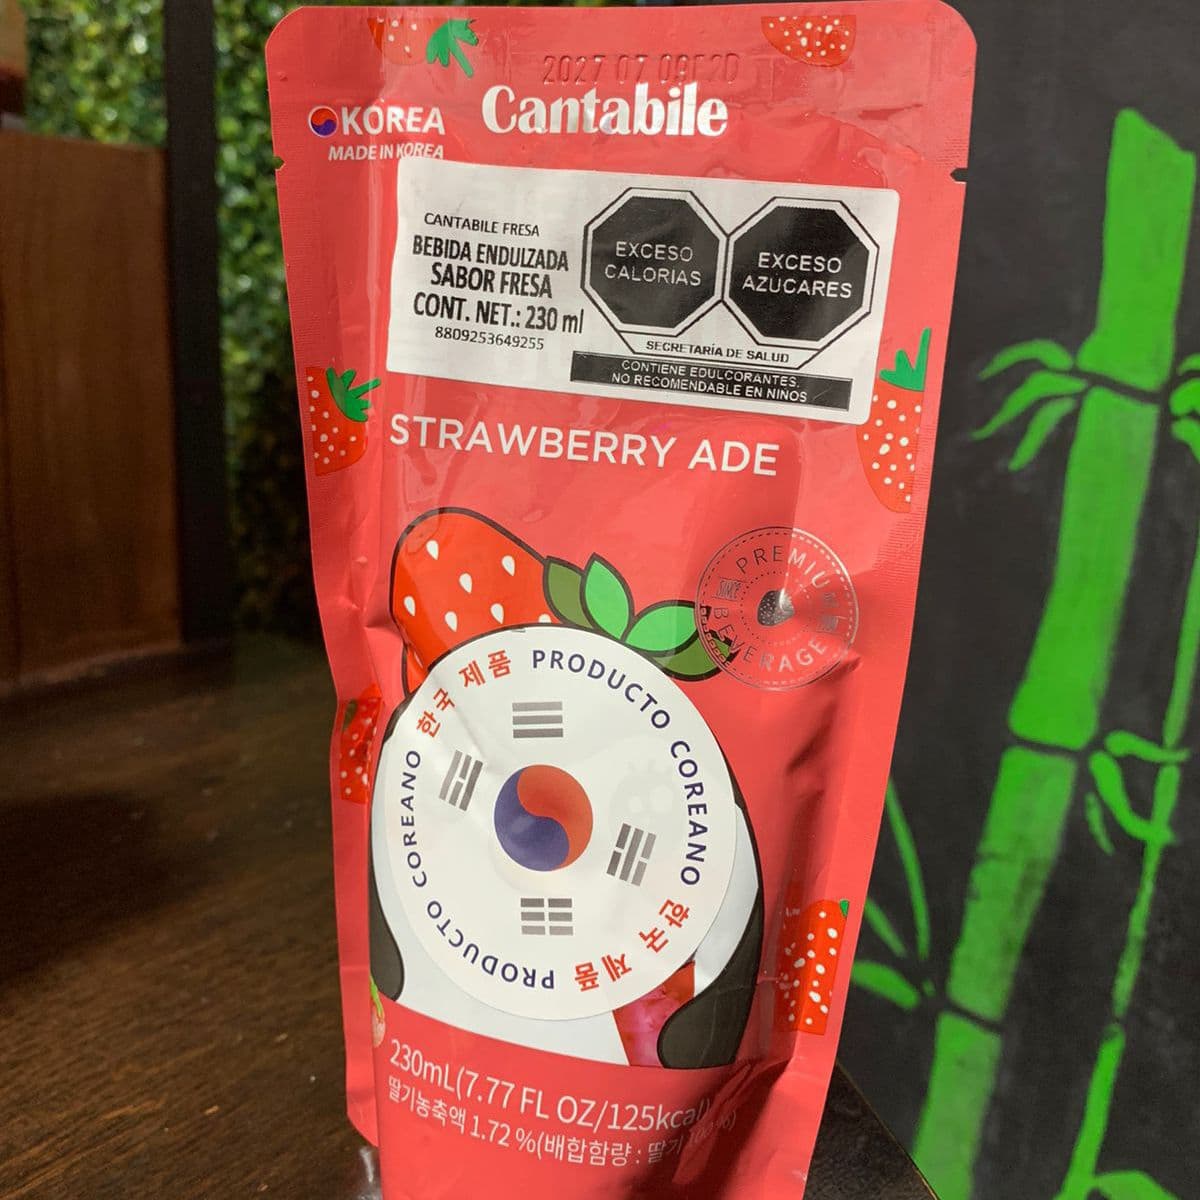 2027 07 09F2D
KOREA
MADE IN KOREA
Cantabile
CANTABILE FRESA
BEBIDA ENDULZADA
SABOR FRESA
CONT. NET.: 230 ml
8809253649255
EXCESO
CALORIAS
EXCESO
AZÚCARES
SECRETARÍA DE SALUD
CONTIENE EDULCORANTES.
NO RECOMENDABLE EN NIÑOS
STRAWBERRY ADE
PREMIUM
SINCE
BEVERAGE
한국 제품 PRODUCTO COREANO
한국 제품 PRODUCTO COREANO
230mL(7.77 FL OZ/125kcal)
딸기농축액 1.72 %(배합함량 : 딸기 100 %)